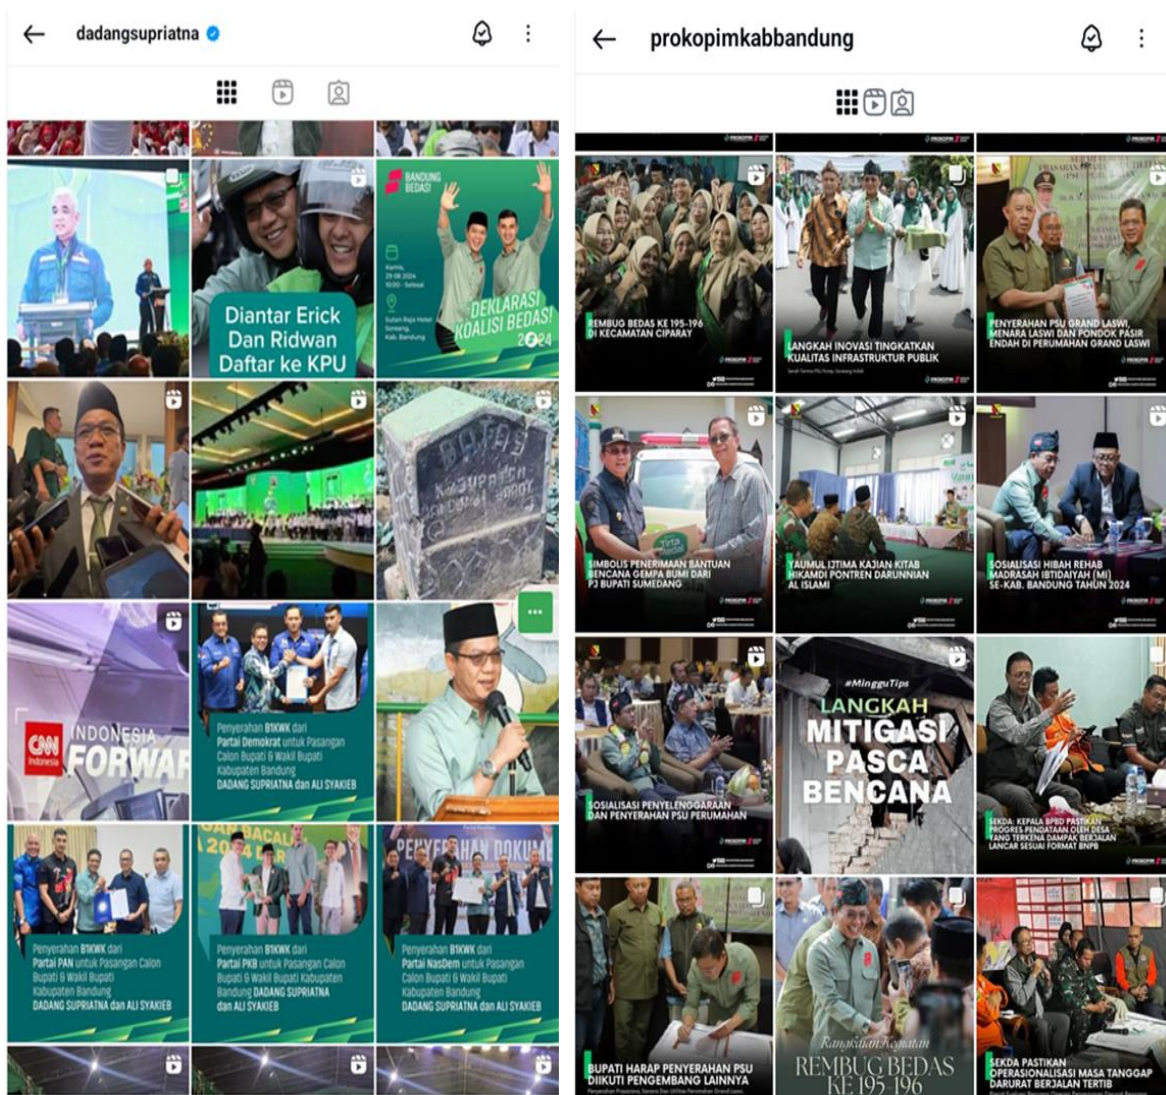 dadangsupriatna
BANDUNG
BEDAS!
Kamis,
29 08 2024
10:00 - Selesai
Sutan Raja Hotel
Soreang,
Kab. Bandung
DEKLARASI
KOALISI BEDAS!
2024
Diantar Erick
Dan Ridwan
Daftar ke KPU
CNN
Indonesia
INDONESIA
FORWAR
Penyerahan B1KWK dari
Partai Demokrat untuk Pasangan
Calon Bupati & Wakil Bupati
Kabupaten Bandung
DADANG SUPRIATNA dan ALI SYAKIEB
Penyerahan B1KWK dari
Partai PAN untuk Pasangan Calon
Bupati & Wakil Bupati
Kabupaten Bandung
DADANG SUPRIATNA dan ALI SYAKIEB
Penyerahan B1KWK dari
Partai PKB untuk Pasangan Calon
Bupati & Wakil Bupati Kabupaten
Bandung DADANG SUPRIATNA
dan ALI SYAKIEB
PENYERAHAN DOKUME
Penyerahan B1KWK dari
Partai NasDem untuk Pasangan
Calon Bupati & Wakil Bupati
Kabupaten Bandung
DADANG SUPRIATNA dan ALI SYAKIEB
prokopimkabbandung
REMBUG BEDAS KE 195-196
DI KECAMATAN CIPARAY
LANGKAH INOVASI TINGKATKAN
KUALITAS INFRASTRUKTUR PUBLIK
PENYERAHAN PSU GRAND LASWI,
MENARA LASWI DAN PONDOK PASIR
ENDAH DI PERUMAHAN GRAND LASWI
Tirta
Medal
SIMBOLIS PENERIMAAN BANTUAN
BENCANA GEMPA BUMI DARI
PJ BUPATI SUMEDANG
YAUMUL IJTIMA KAJIAN KITAB
HIKAMDI PONTREN DARUNNIAN
AL ISLAMI
SOSIALISASI HIBAH REHAB
MADRASAH IBTIDAIYAH (MI)
SE-KAB. BANDUNG TAHUN 2024
SOSIALISASI PENYELENGGARAAN
DAN PENYERAHAN PSU PERUMAHAN
#MingguTips
LANGKAH
MITIGASI
PASCA
BENCANA
SEKDA: KEPALA BPBD PASTIKAN
PROGRES PENDATAAN OLEH DESA
YANG TERKENA DAMPAK BERJALAN
LANCAR SESUAI FORMAT BNPB
BUPATI HARAP PENYERAHAN PSU
DIIKUTI PENGEMBANG LAINNYA
Rangkaian Kegiatan
REMBUG BEDAS
KE 195-196
SEKDA PASTIKAN
OPERASIONALISASI MASA TANGGAP
DARURAT BERJALAN TERTIB